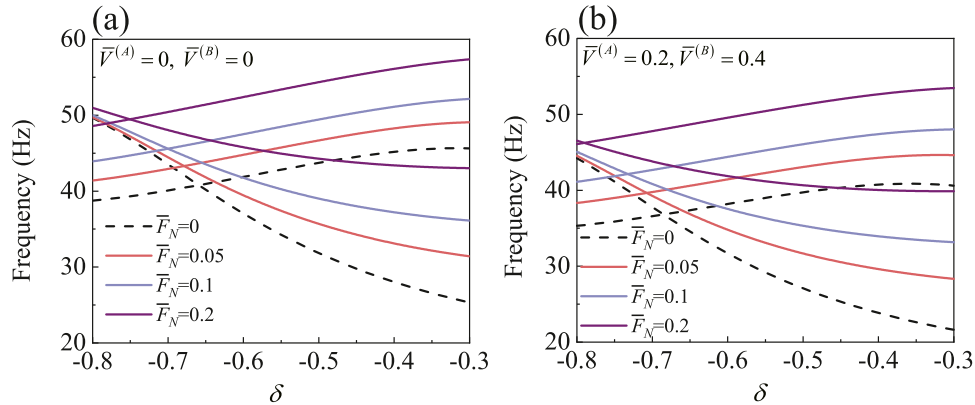 (a)
V̅⁽ᴬ⁾ = 0, V̅⁽ᴮ⁾ = 0
Frequency (Hz)
60
50
40
30
20
F̅_N=0
F̅_N=0.05
F̅_N=0.1
F̅_N=0.2
-0.8 -0.7 -0.6 -0.5 -0.4 -0.3
δ
(b)
V̅⁽ᴬ⁾ = 0.2, V̅⁽ᴮ⁾ = 0.4
Frequency (Hz)
60
50
40
30
20
F̅_N=0
F̅_N=0.05
F̅_N=0.1
F̅_N=0.2
-0.8 -0.7 -0.6 -0.5 -0.4 -0.3
δ